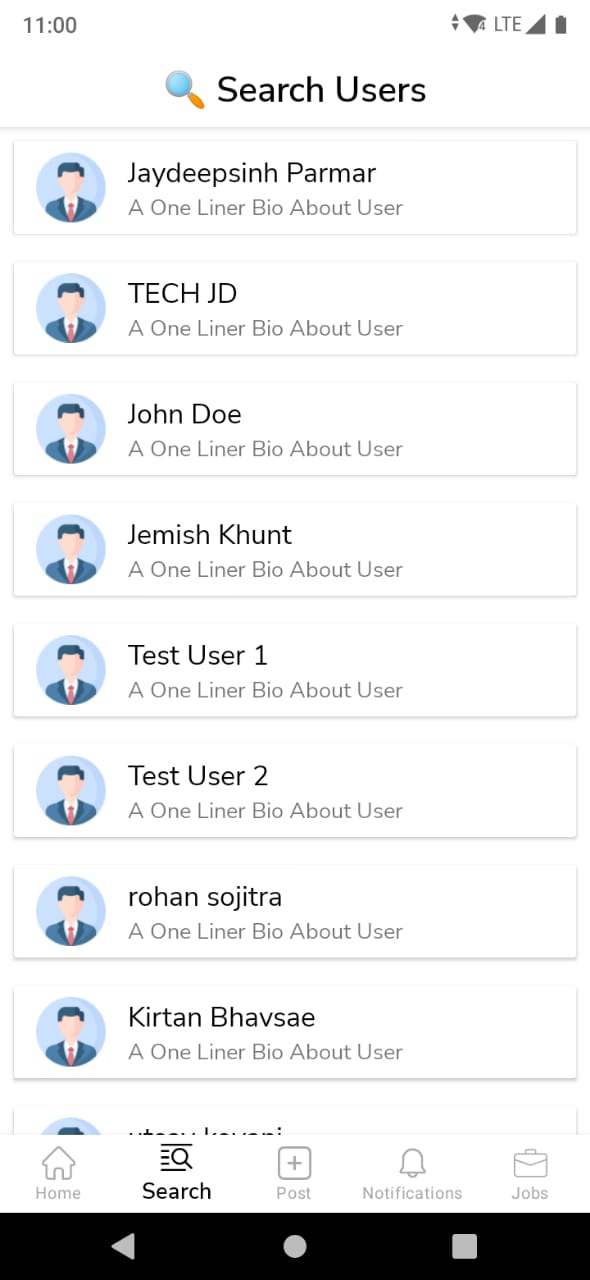 11:00
LTE
🔍 Search Users
Jaydeepsinh Parmar
A One Liner Bio About User
TECH JD
A One Liner Bio About User
John Doe
A One Liner Bio About User
Jemish Khunt
A One Liner Bio About User
Test User 1
A One Liner Bio About User
Test User 2
A One Liner Bio About User
rohan sojitra
A One Liner Bio About User
Kirtan Bhavsae
A One Liner Bio About User
Home
Search
Post
Notifications
Jobs